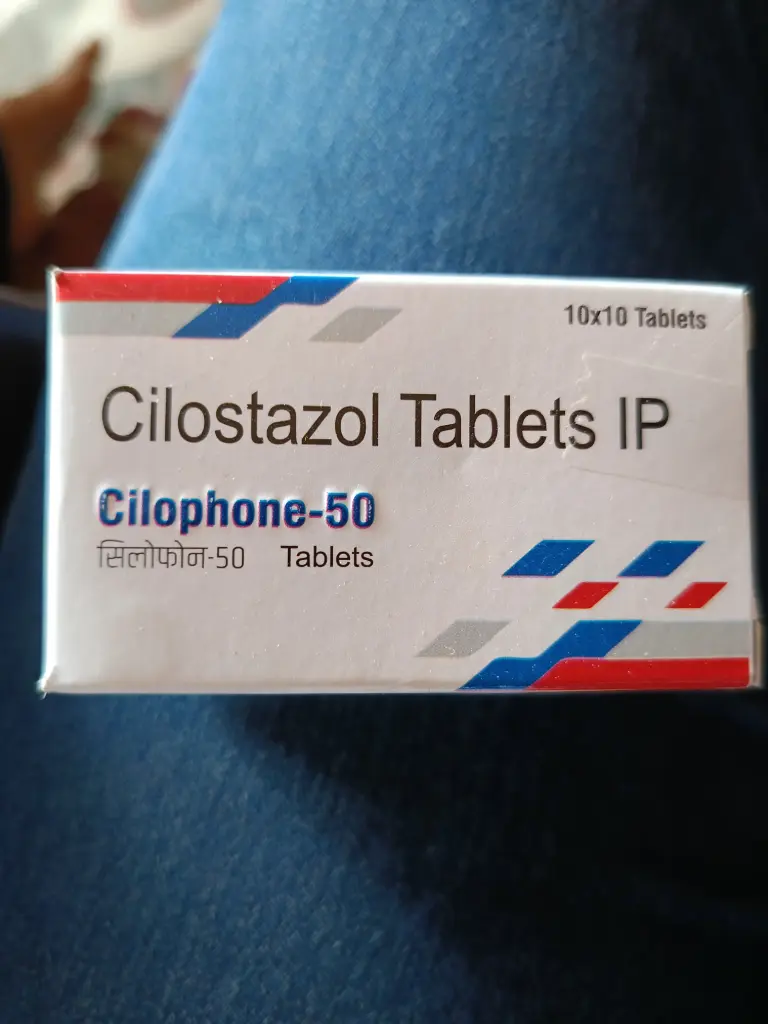 10x10 Tablets
Cilostazol Tablets IP
Cilophone-50
सिलोफोन-50 Tablets